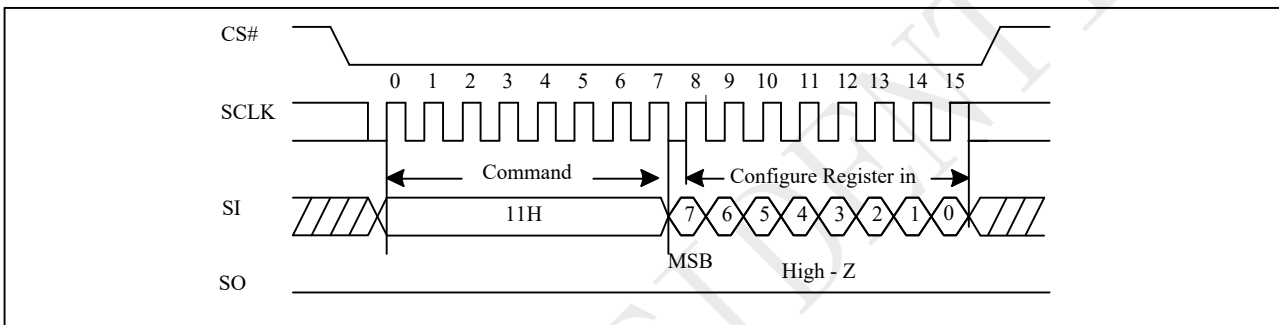 CS#
0 1 2 3 4 5 6 7 8 9 10 11 12 13 14 15
SCLK
Command
Configure Register in
SI
11H
7 6 5 4 3 2 1 0
MSB
High - Z
SO